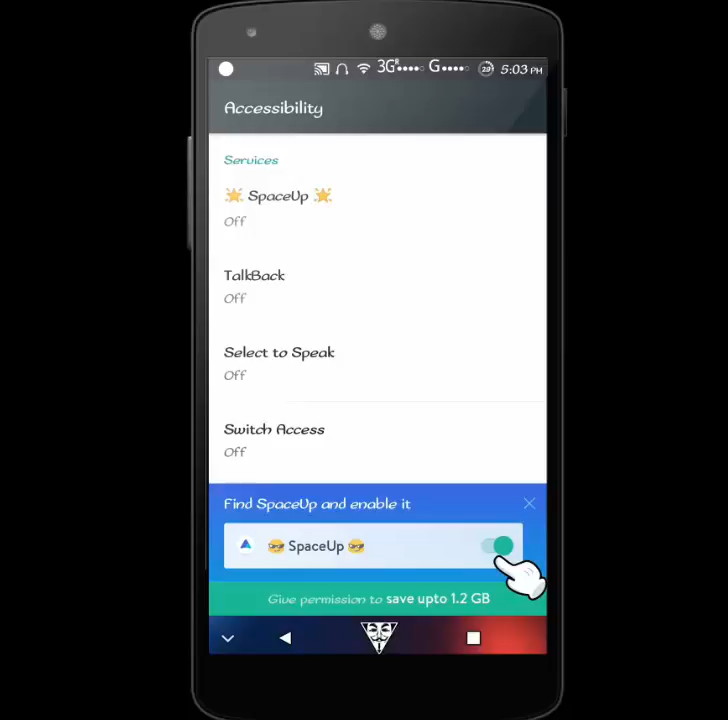 3G R G 29 5:03 PM
Accessibility
Services
🌟 SpaceUp 🌟
Off
TalkBack
Off
Select to Speak
Off
Switch Access
Off
Find SpaceUp and enable it
🤓 SpaceUp 🤓
Give permission to save upto 1.2 GB